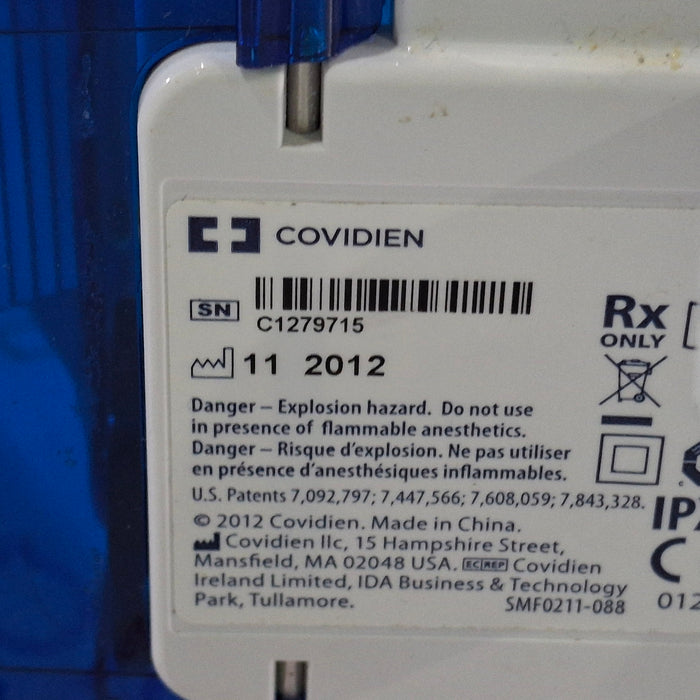 COVIDIEN
SN
C1279715
11 2012
Rx
ONLY
Danger – Explosion hazard. Do not use
in presence of flammable anesthetics.
Danger – Risque d'explosion. Ne pas utiliser
en présence d'anesthésiques inflammables.
U.S. Patents 7,092,797; 7,447,566; 7,608,059; 7,843,328.
© 2012 Covidien. Made in China.
Covidien llc, 15 Hampshire Street,
Mansfield, MA 02048 USA. EC REP Covidien
Ireland Limited, IDA Business & Technology
Park, Tullamore.
SMF0211-088
IP
C
012